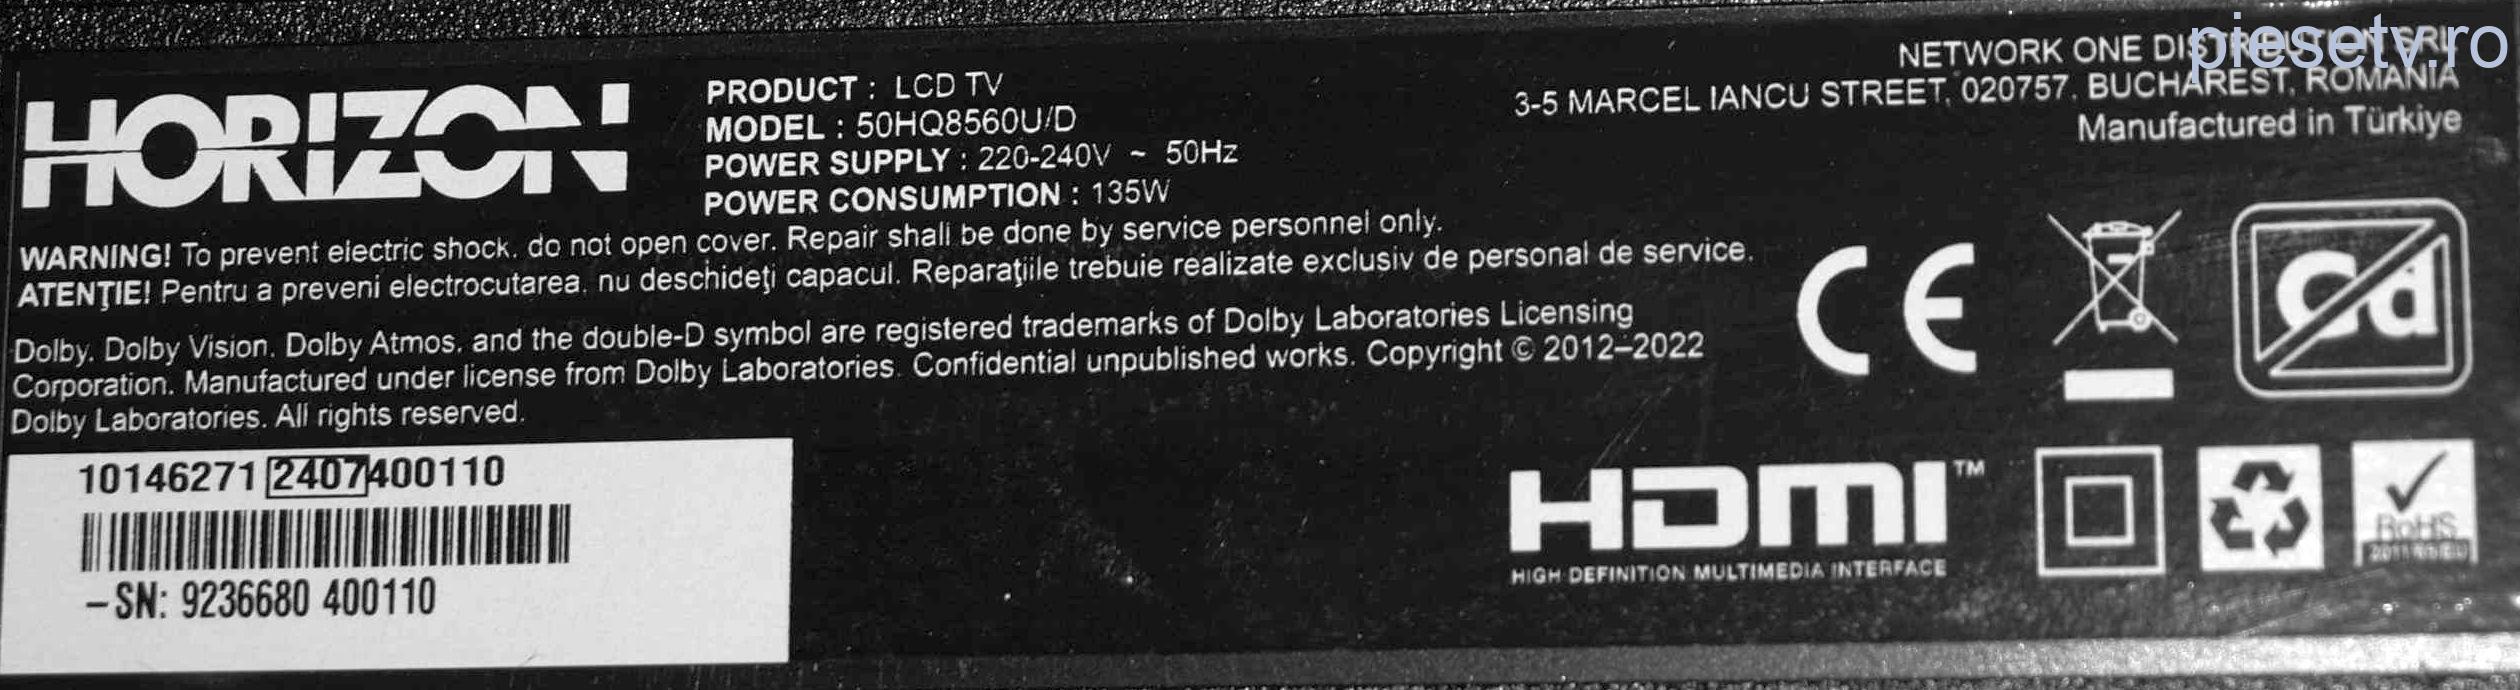 piesetv.ro
NETWORK ONE DISTRIBUTION SRL
3-5 MARCEL IANCU STREET, 020757, BUCHAREST, ROMANIA
Manufactured in Türkiye
HORIZON
PRODUCT : LCD TV
MODEL : 50HQ8560U/D
POWER SUPPLY : 220-240V ~ 50Hz
POWER CONSUMPTION : 135W
WARNING! To prevent electric shock, do not open cover. Repair shall be done by service personnel only.
ATENŢIE! Pentru a preveni electrocutarea, nu deschideţi capacul. Reparaţiile trebuie realizate exclusiv de personal de service.
Dolby, Dolby Vision, Dolby Atmos, and the double-D symbol are registered trademarks of Dolby Laboratories Licensing
Corporation. Manufactured under license from Dolby Laboratories. Confidential unpublished works. Copyright © 2012–2022
Dolby Laboratories. All rights reserved.
CE
Cd
10146271 2407400110
-SN: 9236680 400110
HDMI™
HIGH DEFINITION MULTIMEDIA INTERFACE
RoHS
2011/65/EU